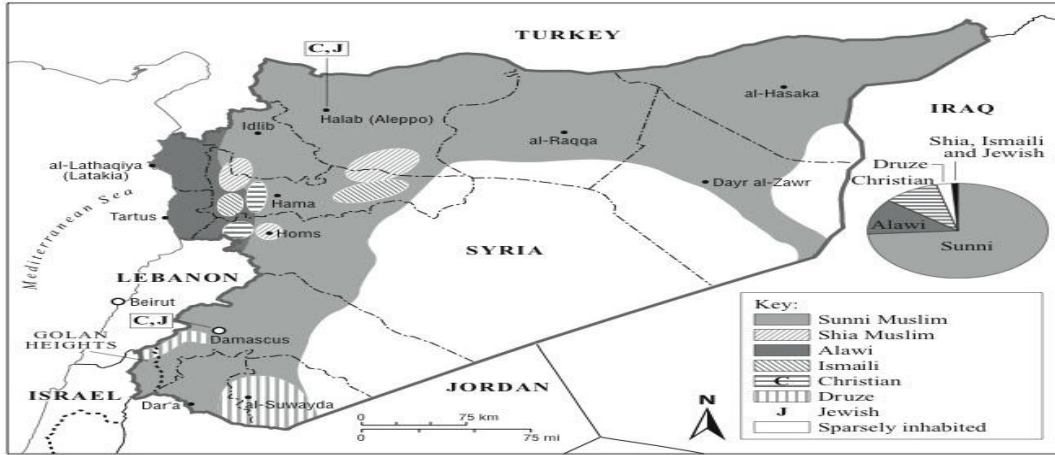 TURKEY
C, J
al-Hasaka
Halab (Aleppo)
IRAQ
Idlib
al-Raqqa
Shia, Ismaili
and Jewish
al-Lathaqiya
(Latakia)
Druze
Christian
Dayr al-Zawr
Hama
Mediterranean Sea
Tartus
Alawi
Sunni
Homs
SYRIA
LEBANON
Beirut
C, J
Damascus
GOLAN
HEIGHTS
ISRAEL
JORDAN
Dar'a
al-Suwayda
0 75 km
0 75 mi
N
Key:
Sunni Muslim
Shia Muslim
Alawi
Ismaili
C Christian
Druze
J Jewish
Sparsely inhabited